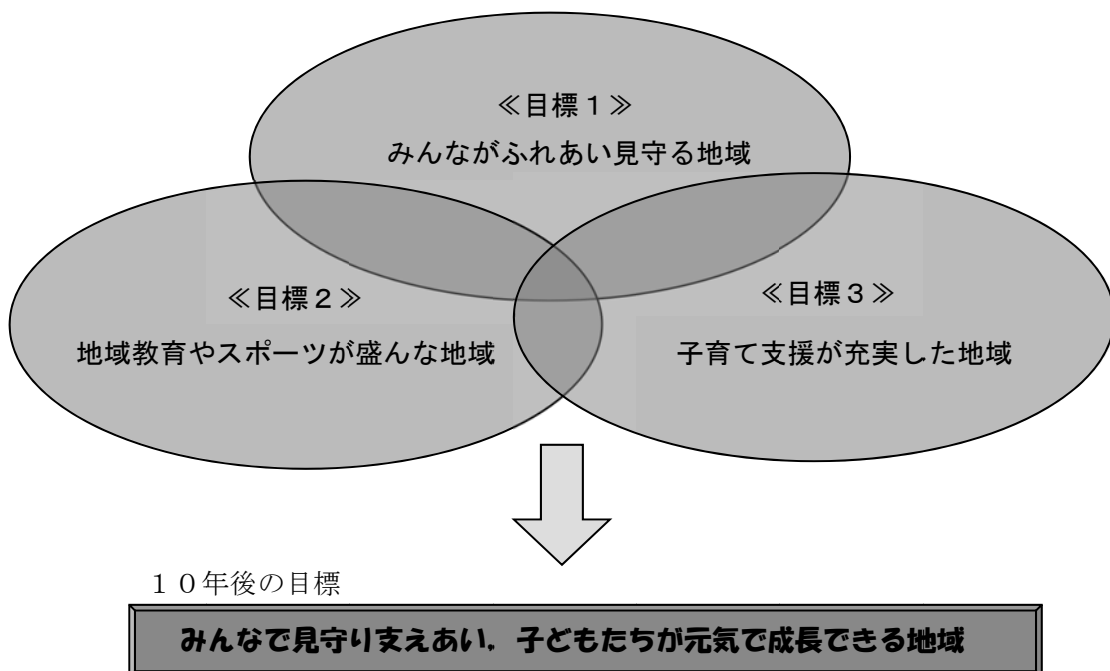 ≪目標１≫
みんながふれあい見守る地域
≪目標２≫
地域教育やスポーツが盛んな地域
≪目標３≫
子育て支援が充実した地域
１０年後の目標
みんなで見守り支えあい，子どもたちが元気で成長できる地域